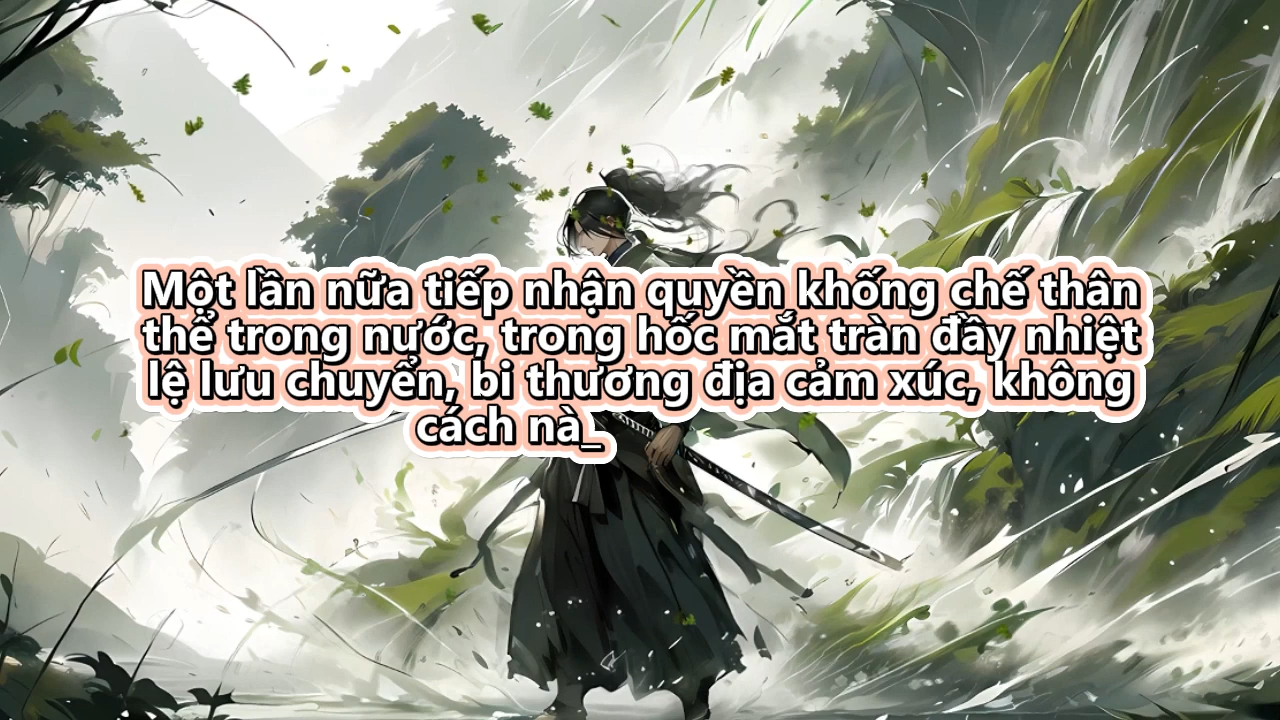 Một lần nữa tiếp nhận quyền khống chế thân
thể trong nước, trong hốc mắt tràn đầy nhiệt
lệ lưu chuyển, bi thương địa cảm xúc, không
cách nà_